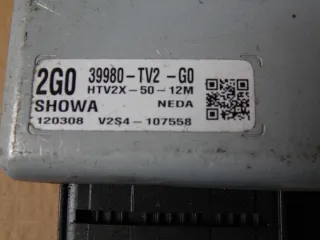 2G0 39980-TV2-G0
HTV2X-50-12M
SHOWA NEDA
120308 V2S4-107558